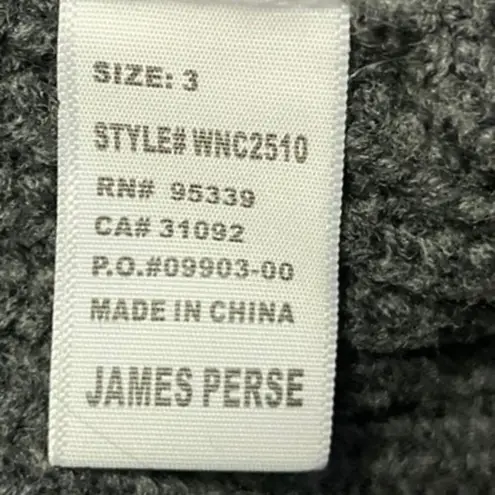 SIZE: 3
STYLE# WNC2510
RN# 95339
CA# 31092
P.O.#09903-00
MADE IN CHINA
JAMES PERSE